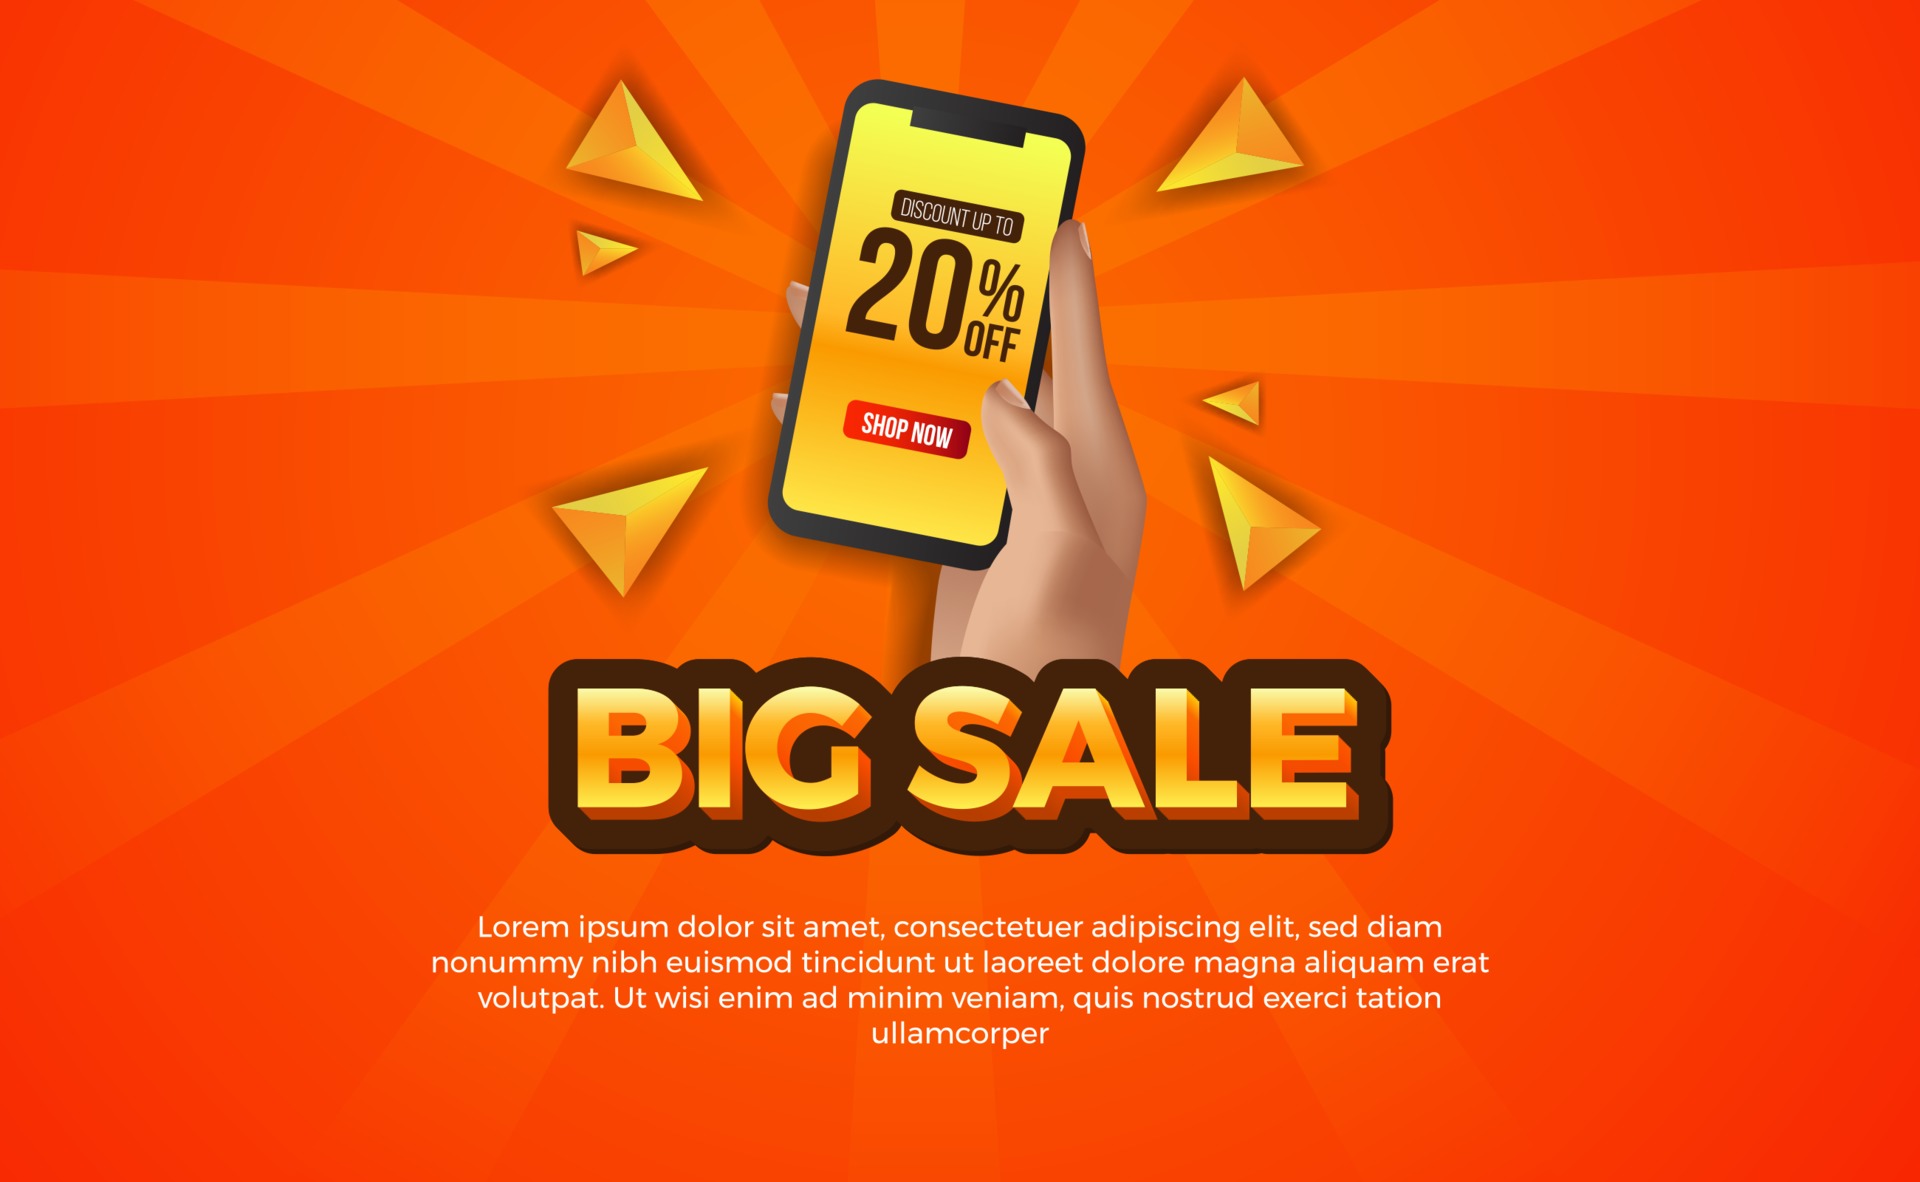 DISCOUNT UP TO
20% OFF
SHOP NOW
BIG SALE
Lorem ipsum dolor sit amet, consectetuer adipiscing elit, sed diam
nonummy nibh euismod tincidunt ut laoreet dolore magna aliquam erat
volutpat. Ut wisi enim ad minim veniam, quis nostrud exerci tation
ullamcorper